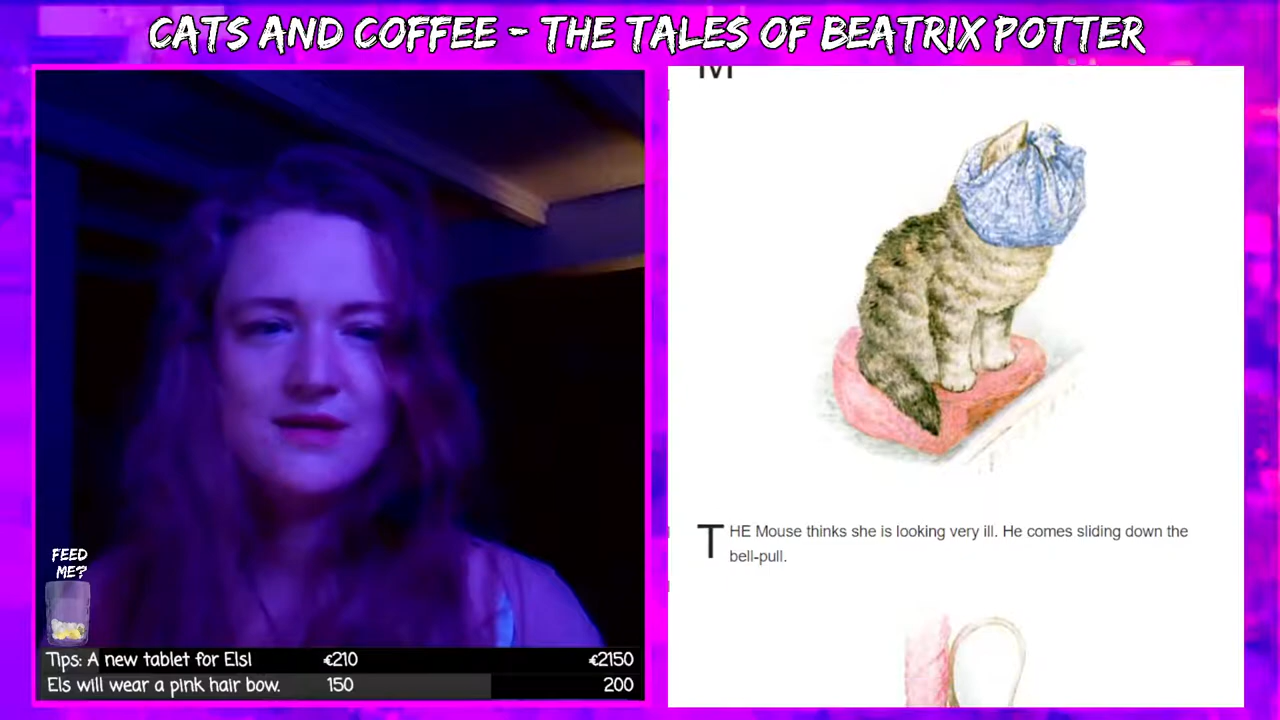 CATS AND COFFEE - THE TALES OF BEATRIX POTTER
M
FEED
ME?
Tips: A new tablet for Els! €210 €2150
Els will wear a pink hair bow. 150 200
THE Mouse thinks she is looking very ill. He comes sliding down the
bell-pull.